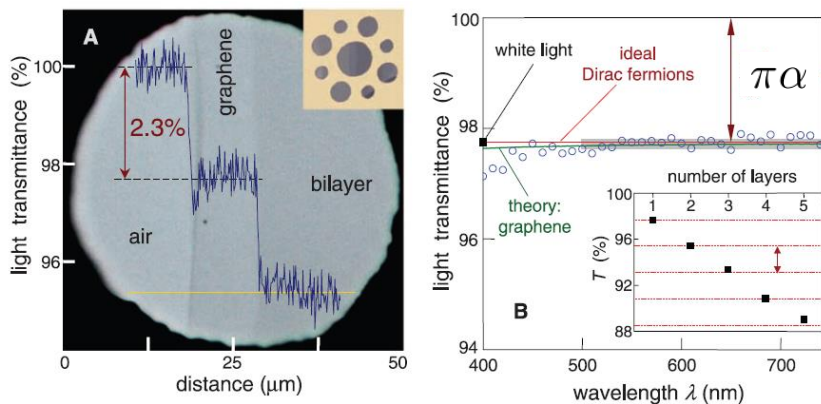 A
light transmittance (%)
100
98
96
2.3%
air
graphene
bilayer
0
25
50
distance (μm)
B
light transmittance (%)
100
98
96
94
white light
ideal
Dirac fermions
πα
theory:
graphene
number of layers
1 2 3 4 5
T (%)
98
96
92
88
400 500 600 700
wavelength λ (nm)